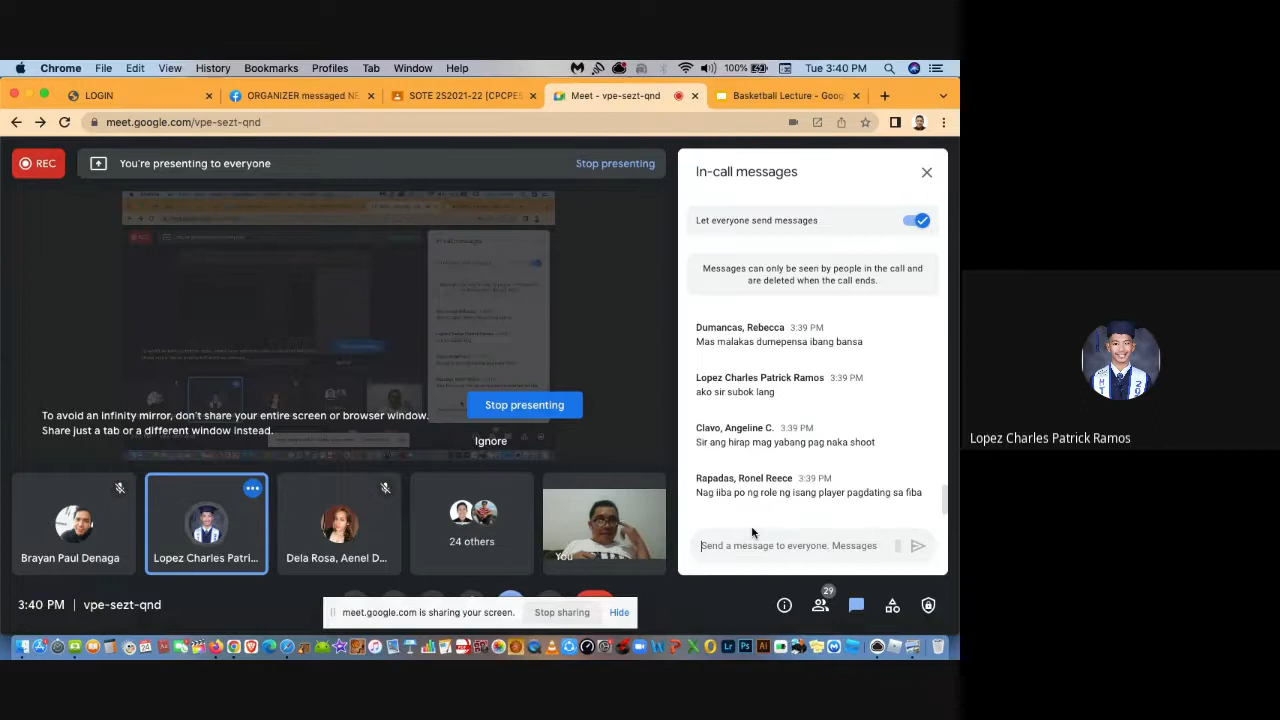 Chrome File Edit View History Bookmarks Profiles Tab Window Help 100% Tue 3:40 PM
LOGIN ORGANIZER messaged NE SOTE 2S2021-22 [CPCPE5 Meet - vpe-sezt-qnd Basketball Lecture - Goog
meet.google.com/vpe-sezt-qnd
REC You're presenting to everyone Stop presenting
To avoid an infinity mirror, don't share your entire screen or browser window.
Share just a tab or a different window instead.
Stop presenting
Ignore
Brayan Paul Denaga
Lopez Charles Patri...
Dela Rosa, Aenel D...
24 others
You
In-call messages
Let everyone send messages
Messages can only be seen by people in the call and
are deleted when the call ends.
Dumancas, Rebecca 3:39 PM
Mas malakas dumepensa ibang bansa
Lopez Charles Patrick Ramos 3:39 PM
ako sir subok lang
Clavo, Angeline C. 3:39 PM
Sir ang hirap mag yabang pag naka shoot
Rapadas, Ronel Reece 3:39 PM
Nag iiba po ng role ng isang player pagdating sa fiba
Send a message to everyone. Messages
3:40 PM | vpe-sezt-qnd
meet.google.com is sharing your screen. Stop sharing Hide
29
Lopez Charles Patrick Ramos